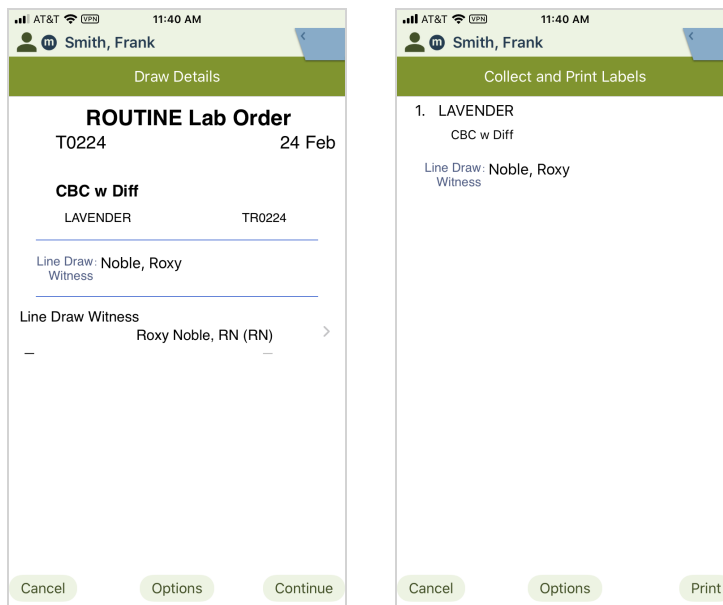 AT&T VPN 11:40 AM
m Smith, Frank
Draw Details
ROUTINE Lab Order
T0224 24 Feb
CBC w Diff
LAVENDER TR0224
Line Draw: Noble, Roxy
Witness
Line Draw Witness
Roxy Noble, RN (RN)
Cancel Options Continue
AT&T VPN 11:40 AM
m Smith, Frank
Collect and Print Labels
1. LAVENDER
CBC w Diff
Line Draw: Noble, Roxy
Witness
Cancel Options Print